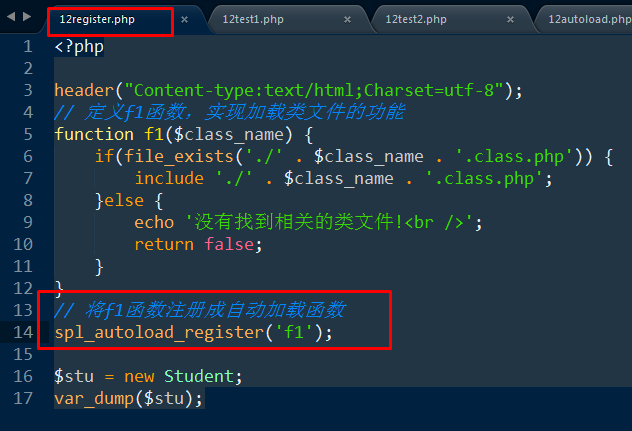 12register.php × 12test1.php × 12test2.php × 12autoload.php
1 <?php
2
3 header("Content-type:text/html;Charset=utf-8");
4 // 定义f1函数，实现加载类文件的功能
5 function f1($class_name) {
6 if(file_exists('./' . $class_name . '.class.php')) {
7 include './' . $class_name . '.class.php';
8 }else {
9 echo '没有找到相关的类文件!<br />';
10 return false;
11 }
12 }
13 // 将f1函数注册成自动加载函数
14 spl_autoload_register('f1');
15
16 $stu = new Student;
17 var_dump($stu);